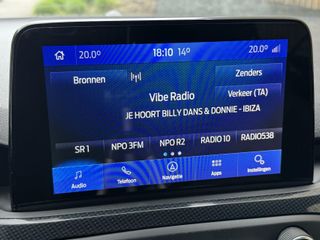 20.0° 18:10 14° 20.0°
Bronnen Zenders
Verkeer (TA)
Vibe Radio
JE HOORT BILLY DANS & DONNIE - IBIZA
SR 1 NPO 3FM NPO R2 RADIO 10 RADIO538
Audio Telefoon Navigatie Apps Instellingen